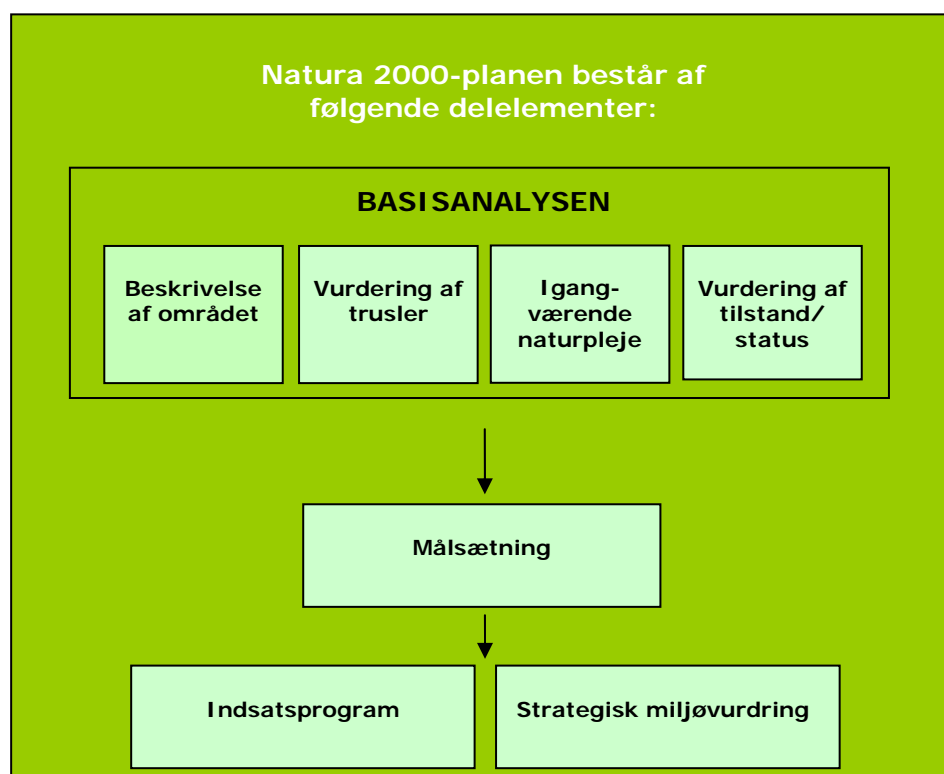 Natura 2000-planen består af
følgende delelementer:
BASISANALYSEN
Beskrivelse
af området
Vurdering af
trusler
Igang-
værende
naturpleje
Vurdering af
tilstand/
status
Målsætning
Indsatsprogram
Strategisk miljøvurdring